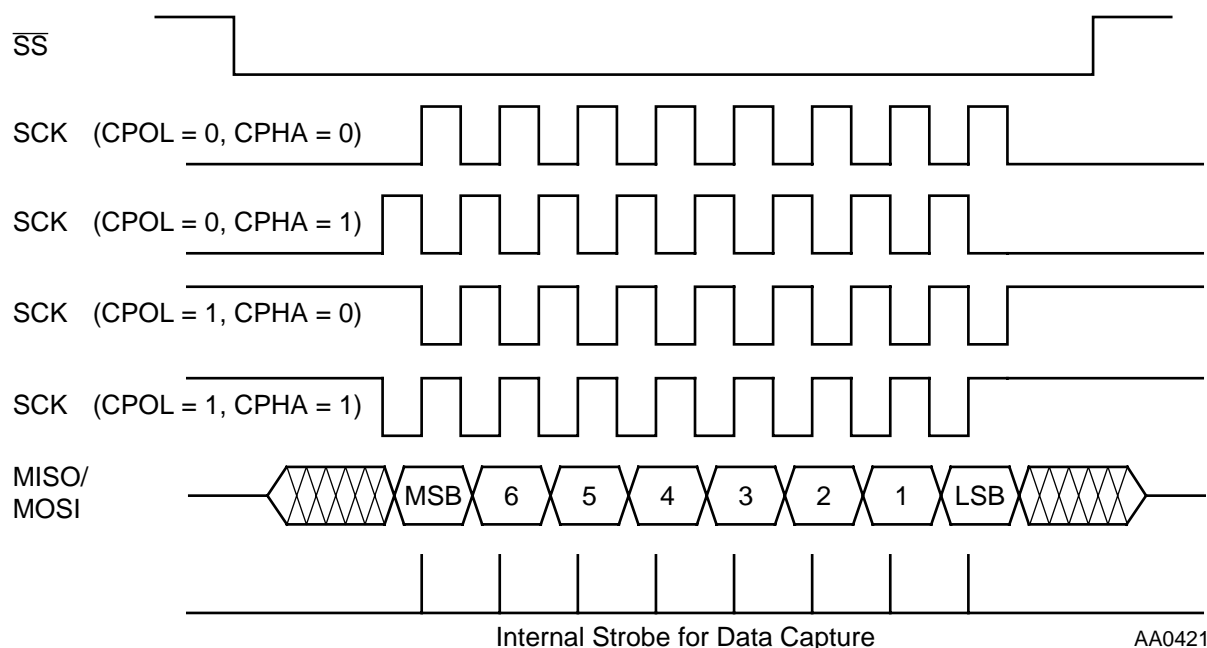 S̅S̅
SCK (CPOL = 0, CPHA = 0)
SCK (CPOL = 0, CPHA = 1)
SCK (CPOL = 1, CPHA = 0)
SCK (CPOL = 1, CPHA = 1)
MISO/
MOSI
MSB 6 5 4 3 2 1 LSB
Internal Strobe for Data Capture
AA0421